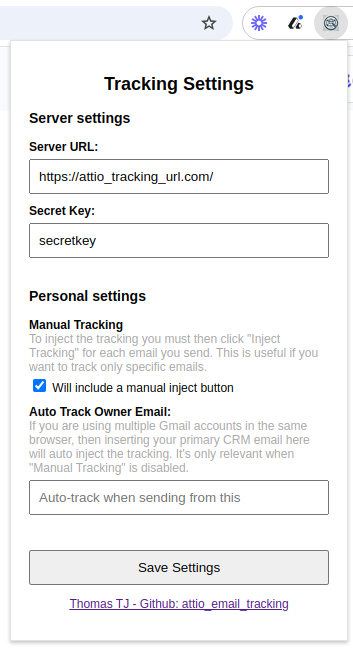 Tracking Settings
Server settings
Server URL:
https://attio_tracking_url.com/
Secret Key:
secretkey
Personal settings
Manual Tracking
To inject the tracking you must then click "Inject
Tracking" for each email you send. This is useful if you
want to track only specific emails.
Will include a manual inject button
Auto Track Owner Email:
If you are using multiple Gmail accounts in the same
browser, then inserting your primary CRM email here
will auto inject the tracking. It's only relevant when
"Manual Tracking" is disabled.
Auto-track when sending from this
Save Settings
Thomas TJ - Github: attio_email_tracking